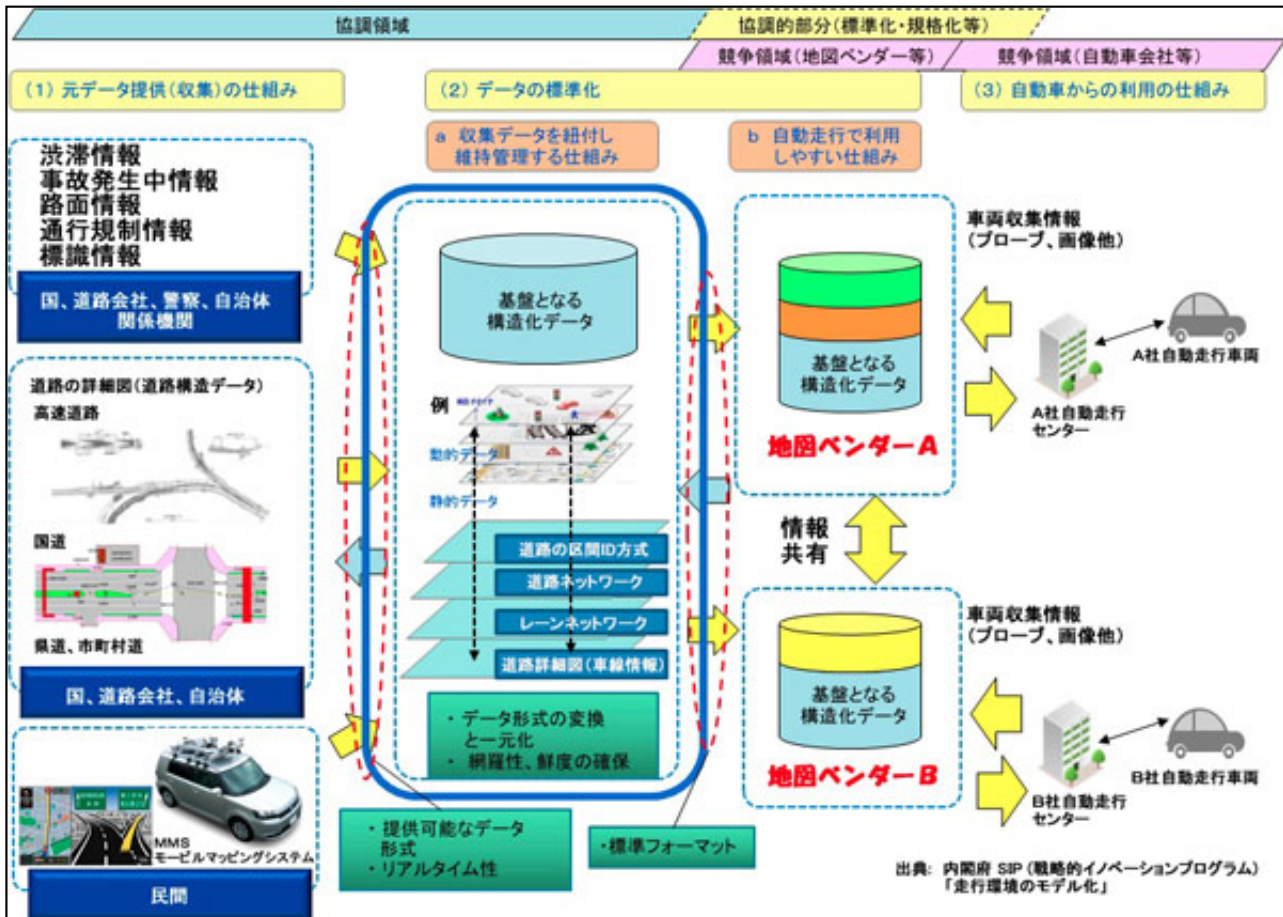 協調領域
協調的部分(標準化・規格化等)
競争領域(地図ベンダー等)
競争領域(自動車会社等)
(1) 元データ提供(収集)の仕組み
(2) データの標準化
(3) 自動車からの利用の仕組み
a 収集データを紐付し
維持管理する仕組み
b 自動走行で利用
しやすい仕組み
渋滞情報
事故発生中情報
路面情報
通行規制情報
標識情報
国、道路会社、警察、自治体
関係機関
道路の詳細図(道路構造データ)
高速道路
国道
県道、市町村道
国、道路会社、自治体
MMS
モービルマッピングシステム
民間
基盤となる
構造化データ
例
動的データ
静的データ
道路の区間ID方式
道路ネットワーク
レーンネットワーク
道路詳細図(車線情報)
・データ形式の変換
と一元化
・網羅性、鮮度の確保
・提供可能なデータ
形式
・リアルタイム性
・標準フォーマット
基盤となる
構造化データ
地図ベンダーA
情報
共有
基盤となる
構造化データ
地図ベンダーB
車両収集情報
(プローブ、画像他)
A社自動走行車両
A社自動走行
センター
車両収集情報
(プローブ、画像他)
B社自動走行車両
B社自動走行
センター
出典: 内閣府 SIP(戦略的イノベーションプログラム)
「走行環境のモデル化」